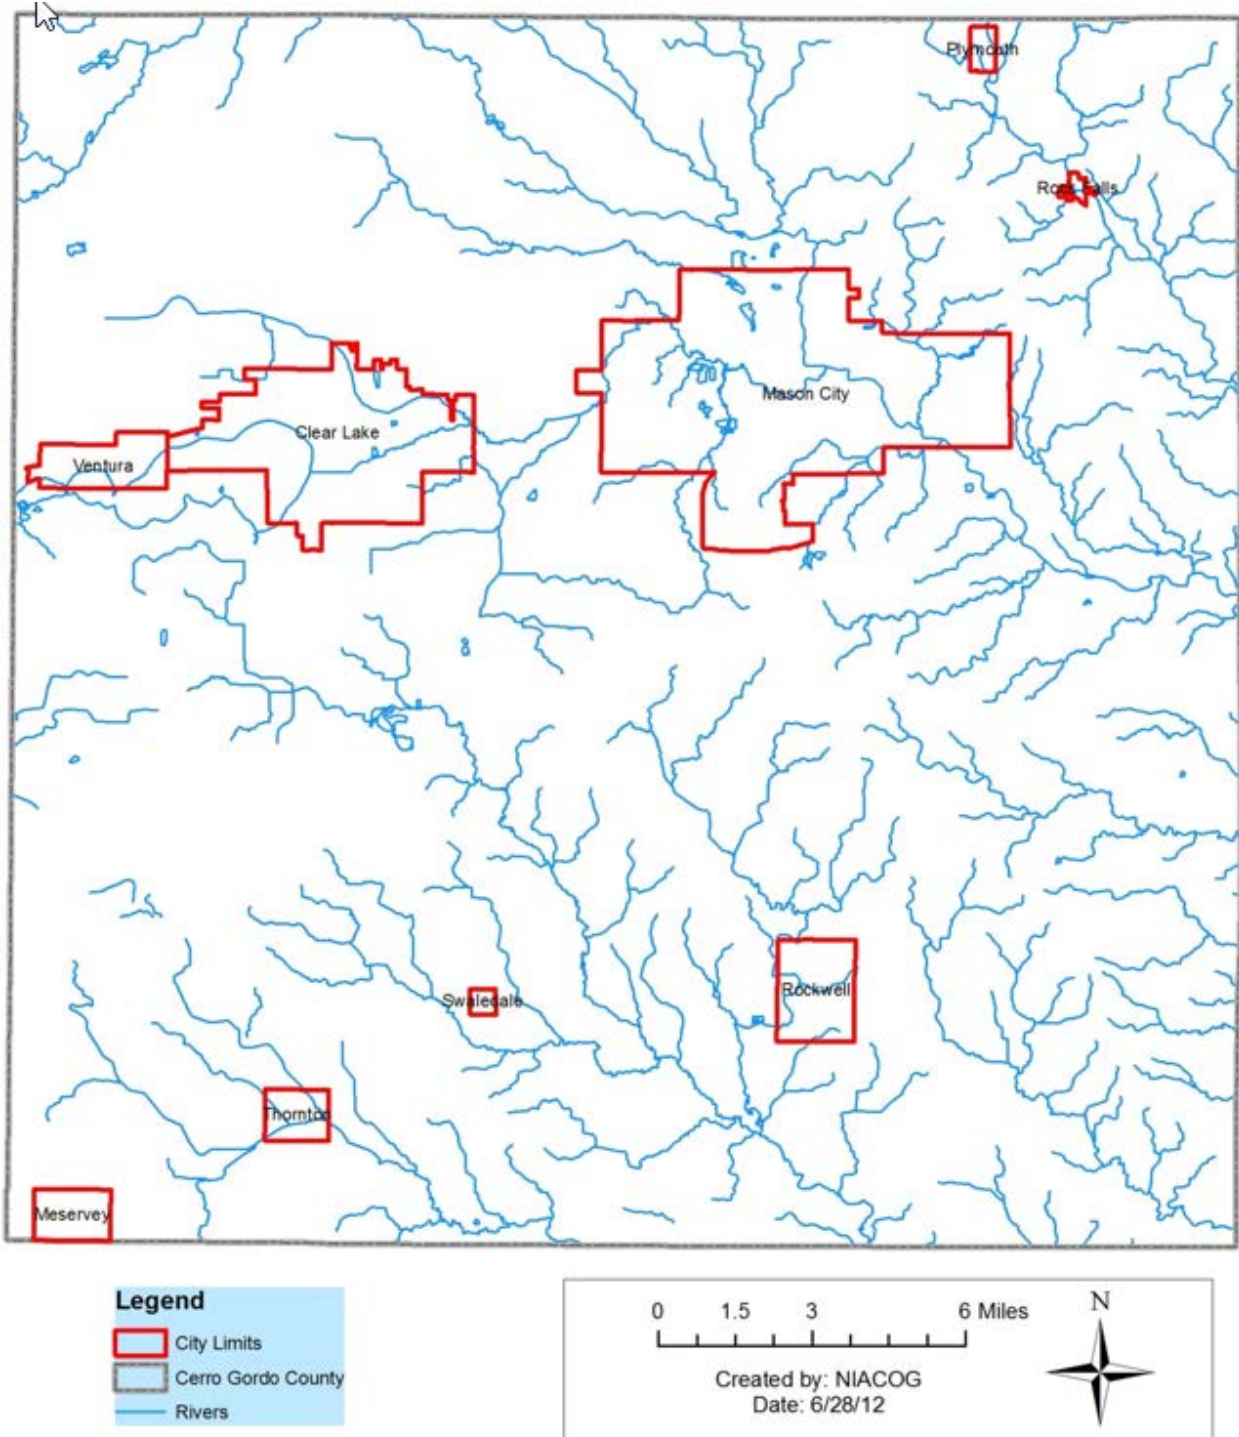 Plymouth
Rock Falls
Mason City
Clear Lake
Ventura
Swaledale
Rockwell
Thornton
Meservey
Legend
City Limits
Cerro Gordo County
Rivers
0 1.5 3 6 Miles
N
Created by: NIACOG
Date: 6/28/12